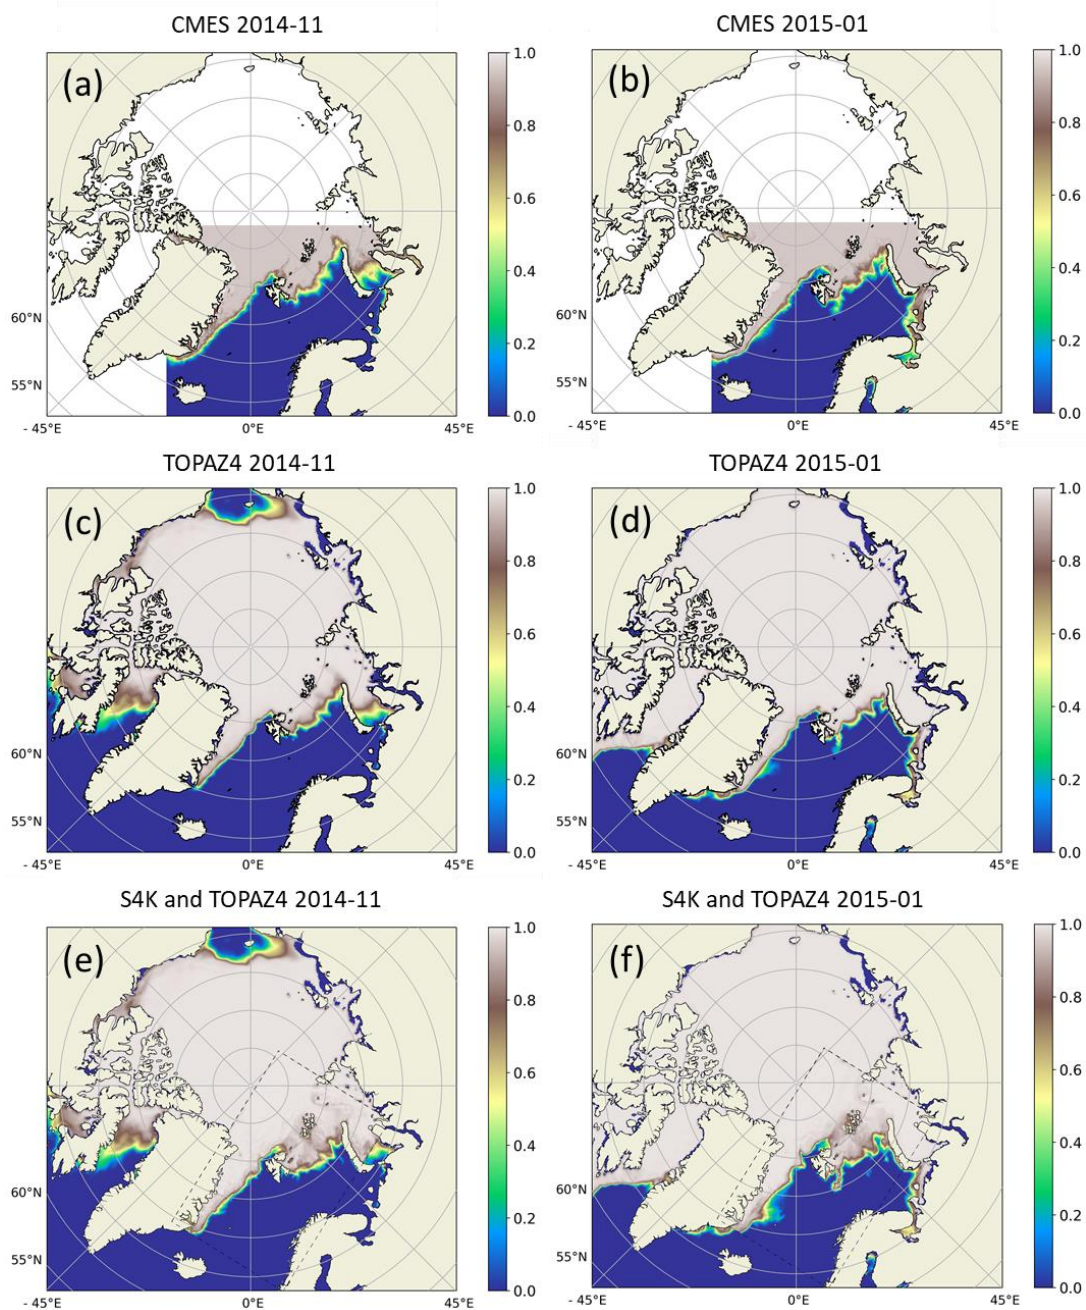 CMES 2014-11
CMES 2015-01
(a)
1.0
0.8
0.6
0.4
0.2
0.0
60°N
55°N
- 45°E
0°E
45°E
(b)
1.0
0.8
0.6
0.4
0.2
0.0
60°N
55°N
- 45°E
0°E
45°E
TOPAZ4 2014-11
TOPAZ4 2015-01
(c)
1.0
0.8
0.6
0.4
0.2
0.0
60°N
55°N
- 45°E
0°E
45°E
(d)
1.0
0.8
0.6
0.4
0.2
0.0
60°N
55°N
- 45°E
0°E
45°E
S4K and TOPAZ4 2014-11
S4K and TOPAZ4 2015-01
(e)
1.0
0.8
0.6
0.4
0.2
0.0
60°N
55°N
- 45°E
0°E
45°E
(f)
1.0
0.8
0.6
0.4
0.2
0.0
60°N
55°N
- 45°E
0°E
45°E